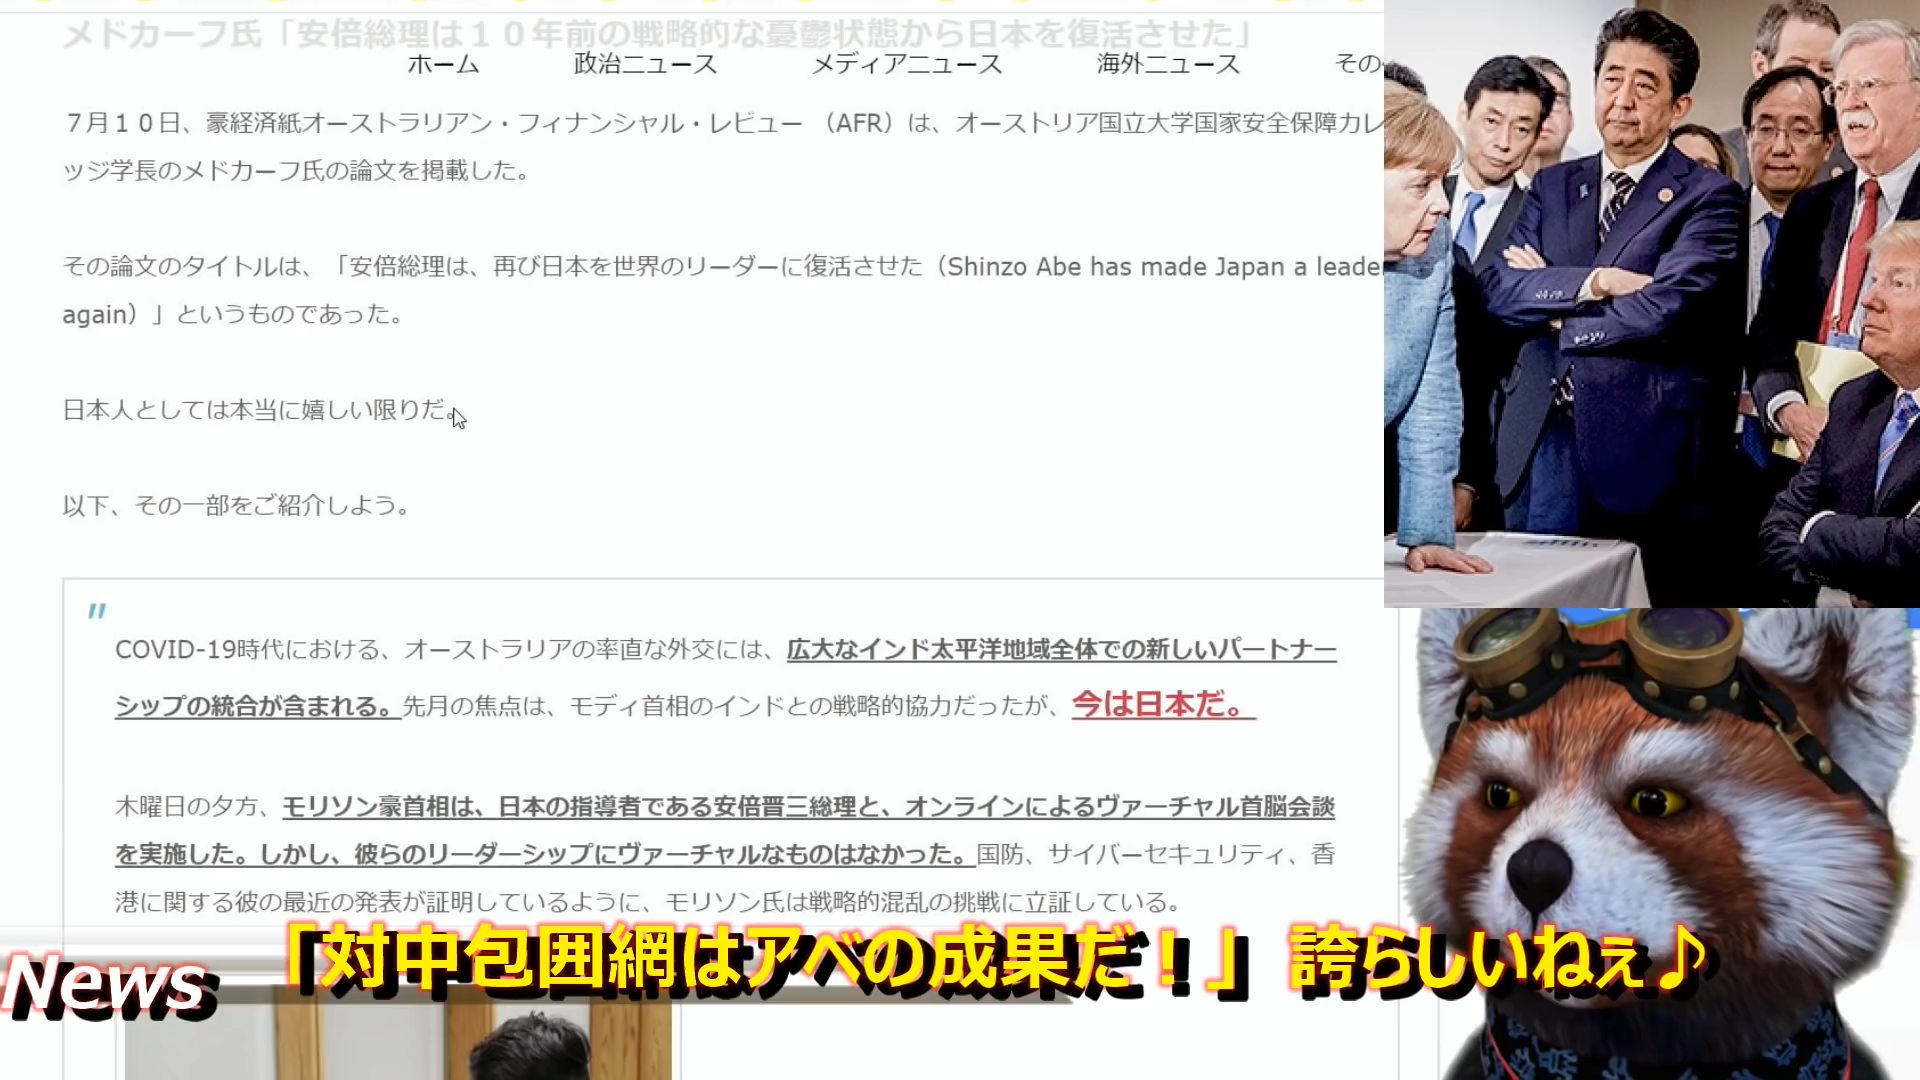 メドカーフ氏「安倍総理は１０年前の戦略的な憂鬱状態から日本を復活させた」
ホーム 政治ニュース メディアニュース 海外ニュース その
７月１０日、豪経済紙オーストラリアン・フィナンシャル・レビュー （AFR）は、オーストリア国立大学国家安全保障カレ
ッジ学長のメドカーフ氏の論文を掲載した。
その論文のタイトルは、「安倍総理は、再び日本を世界のリーダーに復活させた（Shinzo Abe has made Japan a leade
again）」というものであった。
日本人としては本当に嬉しい限りだ。
以下、その一部をご紹介しよう。
"
COVID-19時代における、オーストラリアの率直な外交には、広大なインド太平洋地域全体での新しいパートナー
シップの統合が含まれる。先月の焦点は、モディ首相のインドとの戦略的協力だったが、今は日本だ。
木曜日の夕方、モリソン豪首相は、日本の指導者である安倍晋三総理と、オンラインによるヴァーチャル首脳会談
を実施した。しかし、彼らのリーダーシップにヴァーチャルなものはなかった。国防、サイバーセキュリティ、香
港に関する彼の最近の発表が証明しているように、モリソン氏は戦略的混乱の挑戦に立証している。
News 「対中包囲網はアベの成果だ！」誇らしいねぇ♪